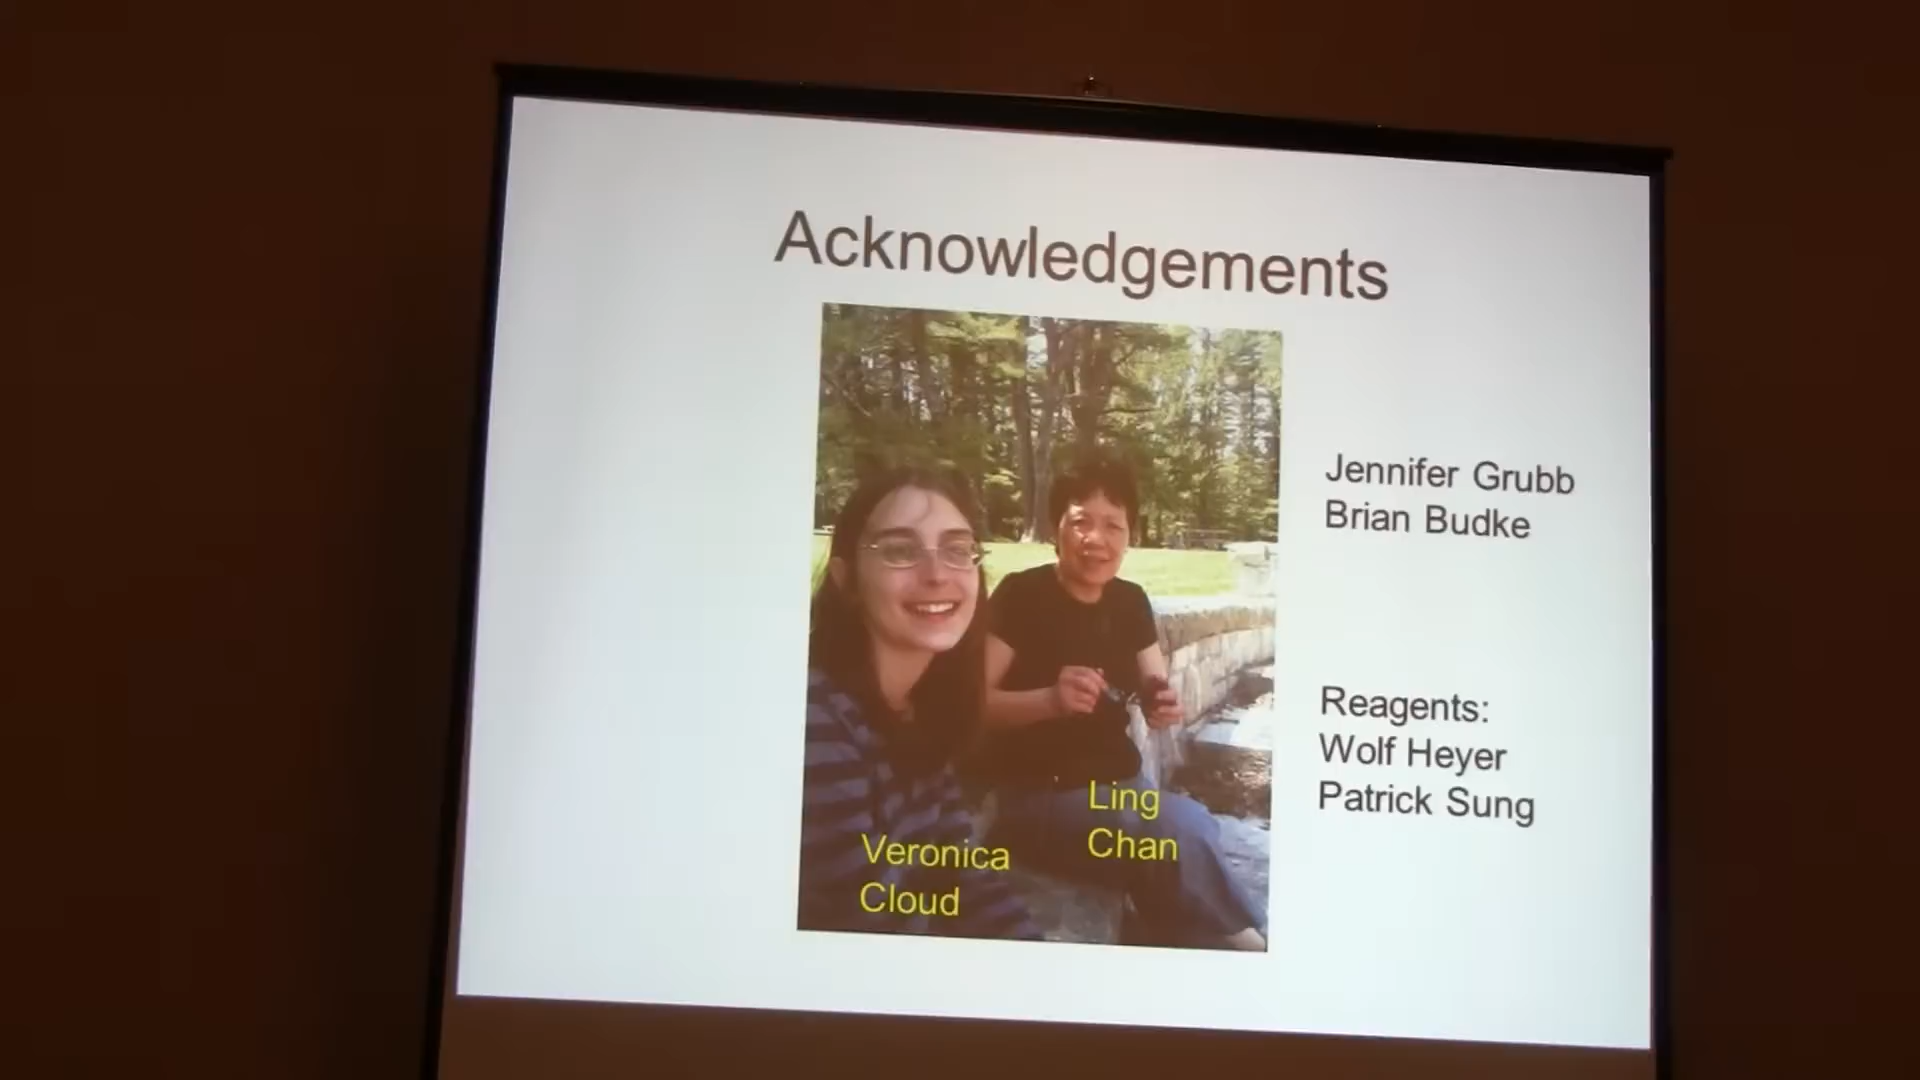 Acknowledgements
Jennifer Grubb
Brian Budke
Reagents:
Wolf Heyer
Patrick Sung
Ling
Chan
Veronica
Cloud